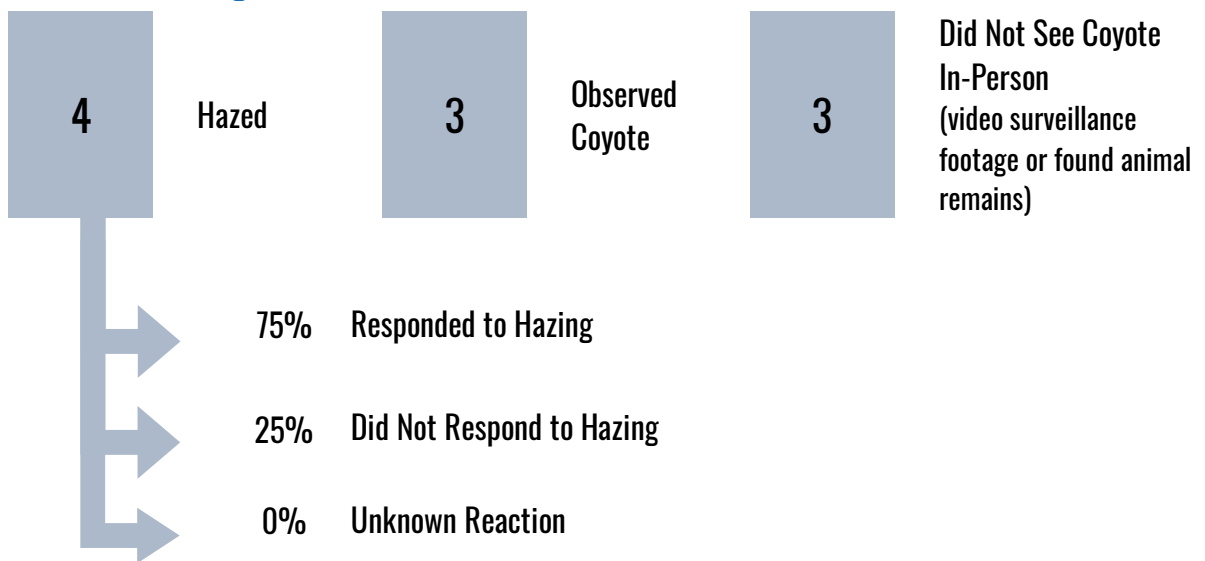 4
Hazed
3
Observed
Coyote
3
Did Not See Coyote
In-Person
(video surveillance
footage or found animal
remains)
75% Responded to Hazing
25% Did Not Respond to Hazing
0% Unknown Reaction